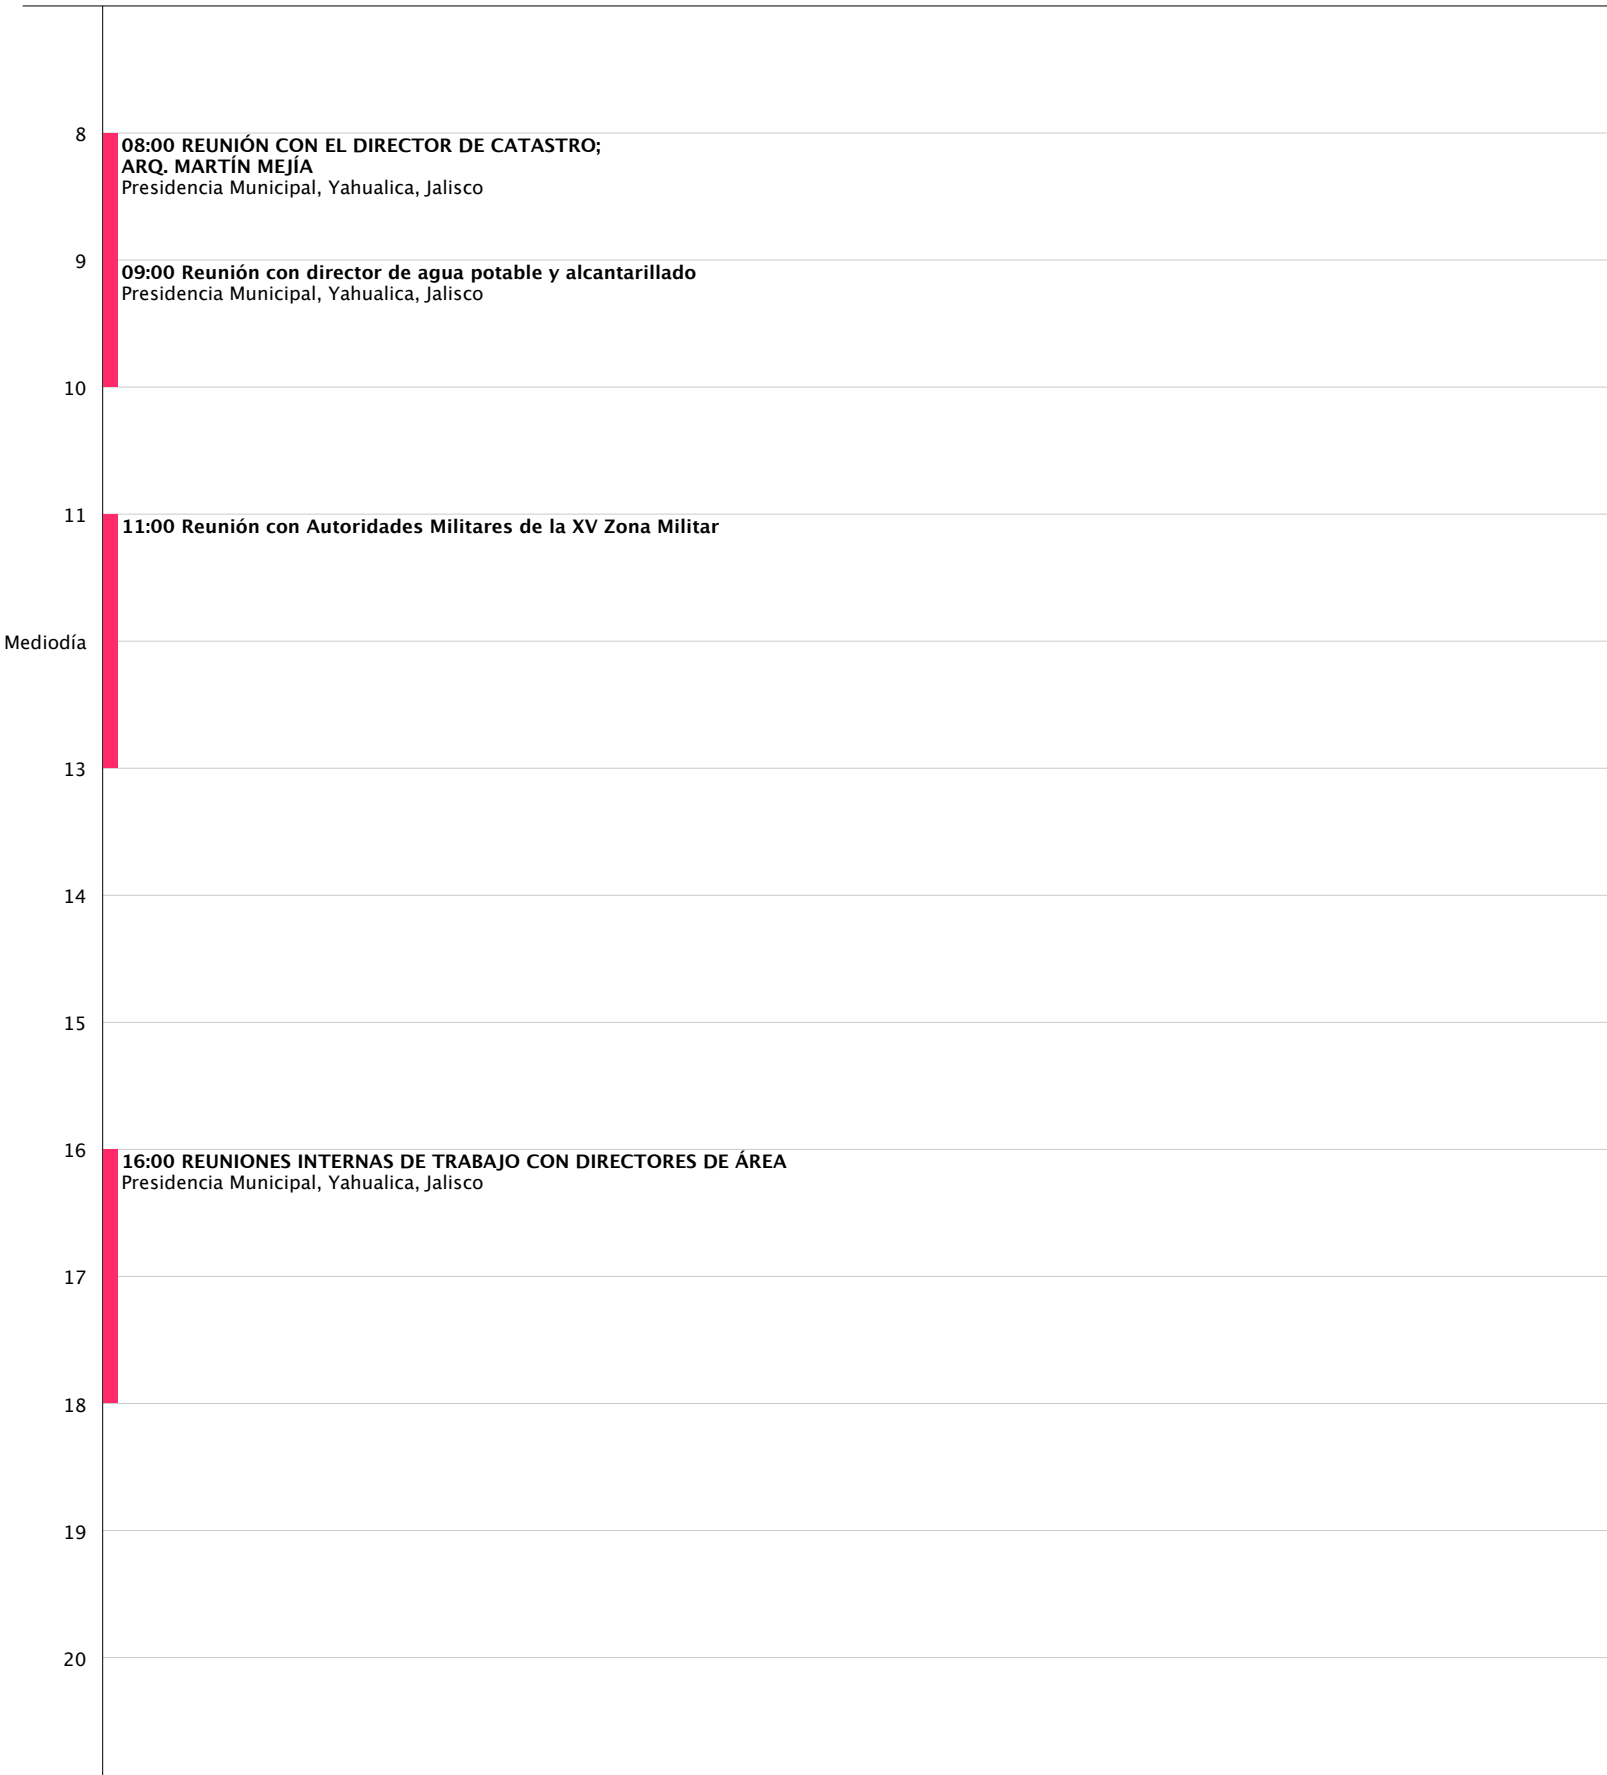 8
08:00 REUNIÓN CON EL DIRECTOR DE CATASTRO;
ARQ. MARTÍN MEJÍA
Presidencia Municipal, Yahualica, Jalisco
9
09:00 Reunión con director de agua potable y alcantarillado
Presidencia Municipal, Yahualica, Jalisco
10
11
11:00 Reunión con Autoridades Militares de la XV Zona Militar
Mediodía
13
14
15
16
16:00 REUNIONES INTERNAS DE TRABAJO CON DIRECTORES DE ÁREA
Presidencia Municipal, Yahualica, Jalisco
17
18
19
20